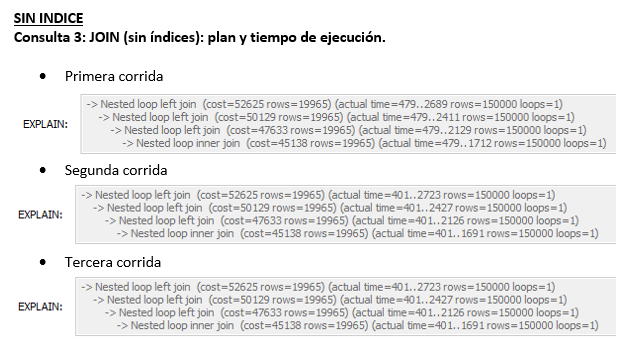 SIN INDICE
Consulta 3: JOIN (sin índices): plan y tiempo de ejecución.
• Primera corrida
EXPLAIN:
-> Nested loop left join (cost=52625 rows=19965) (actual time=479..2689 rows=150000 loops=1)
-> Nested loop left join (cost=50129 rows=19965) (actual time=479..2411 rows=150000 loops=1)
-> Nested loop left join (cost=47633 rows=19965) (actual time=479..2129 rows=150000 loops=1)
-> Nested loop inner join (cost=45138 rows=19965) (actual time=479..1712 rows=150000 loops=1)
• Segunda corrida
EXPLAIN:
-> Nested loop left join (cost=52625 rows=19965) (actual time=401..2723 rows=150000 loops=1)
-> Nested loop left join (cost=50129 rows=19965) (actual time=401..2427 rows=150000 loops=1)
-> Nested loop left join (cost=47633 rows=19965) (actual time=401..2126 rows=150000 loops=1)
-> Nested loop inner join (cost=45138 rows=19965) (actual time=401..1691 rows=150000 loops=1)
• Tercera corrida
EXPLAIN:
-> Nested loop left join (cost=52625 rows=19965) (actual time=401..2723 rows=150000 loops=1)
-> Nested loop left join (cost=50129 rows=19965) (actual time=401..2427 rows=150000 loops=1)
-> Nested loop left join (cost=47633 rows=19965) (actual time=401..2126 rows=150000 loops=1)
-> Nested loop inner join (cost=45138 rows=19965) (actual time=401..1691 rows=150000 loops=1)